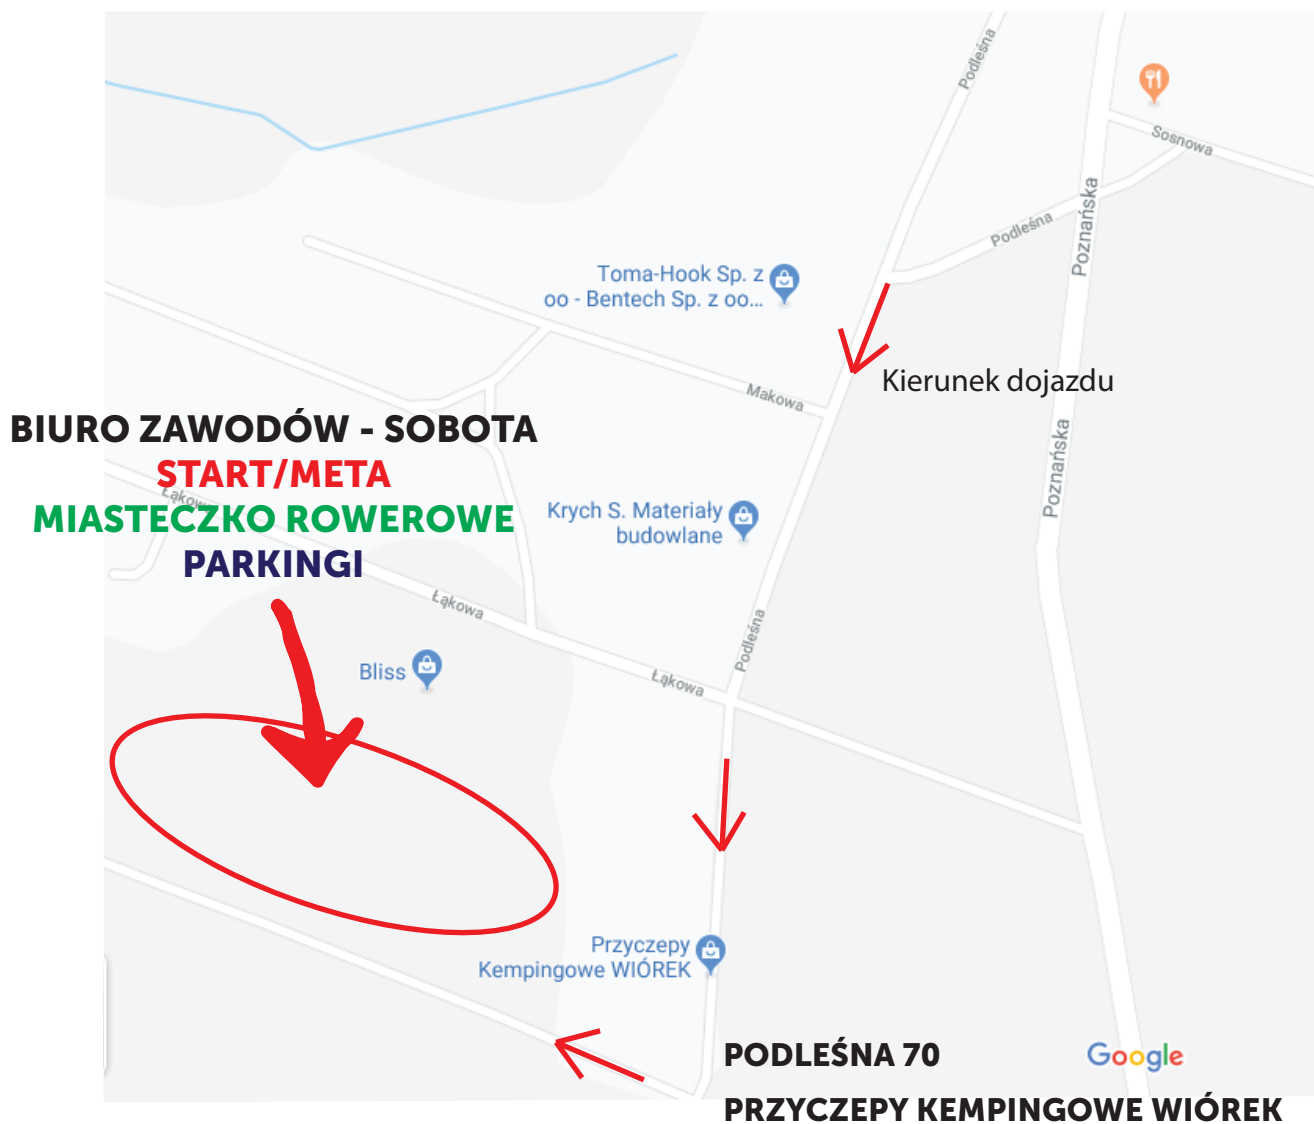 Podleśna
Sosnowa
Poznańska
Podleśna
Toma-Hook Sp. z
oo - Bentech Sp. z oo...
Kierunek dojazdu
Makowa
BIURO ZAWODÓW - SOBOTA
START/META
Łąkowa
MIASTECZKO ROWEROWE
PARKINGI
Poznańska
Krych S. Materiały
budowlane
Łąkowa
Podleśna
Bliss
Łąkowa
Przyczepy
Kempingowe WIÓREK
PODLEŚNA 70
Google
PRZYCZEPY KEMPINGOWE WIÓREK